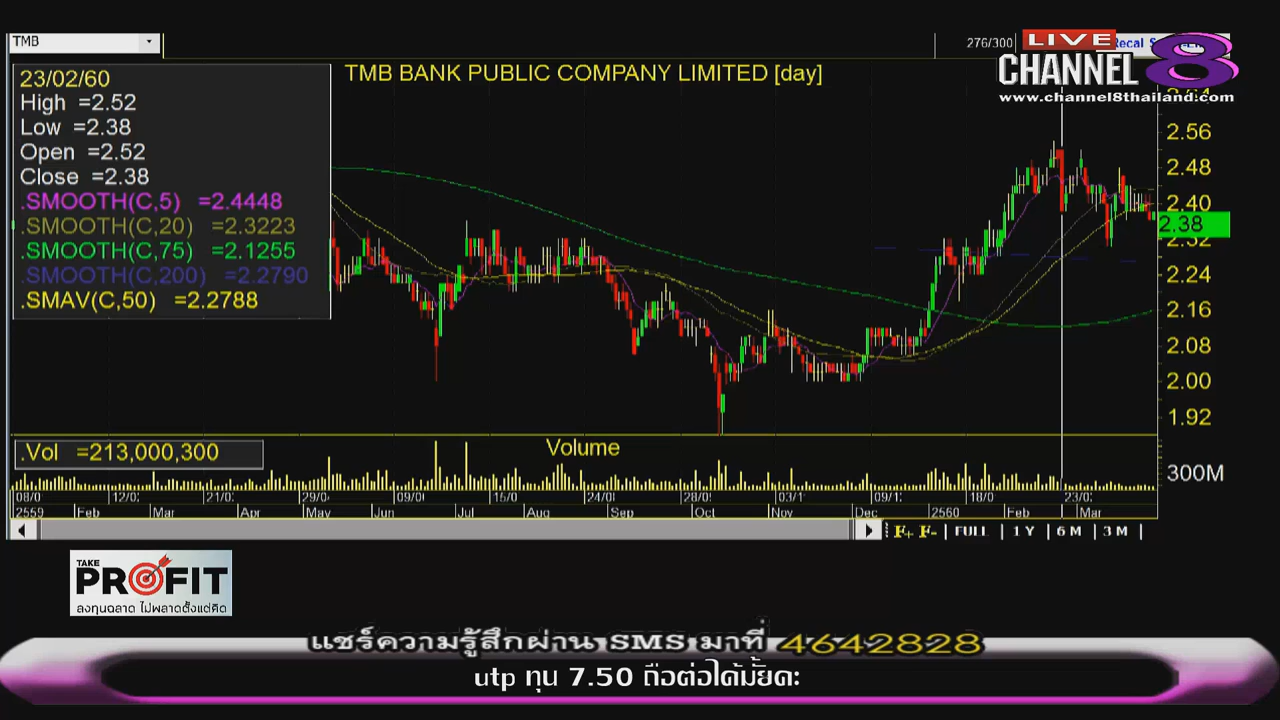 TMB
276/300
LIVE
CHANNEL 8
www.channel8thailand.com
TMB BANK PUBLIC COMPANY LIMITED [day]
23/02/60
High =2.52
Low =2.38
Open =2.52
Close =2.38
.SMOOTH(C,5) =2.4448
.SMOOTH(C,20) =2.3223
.SMOOTH(C,75) =2.1255
.SMOOTH(C,200) =2.2790
.SMAV(C,50) =2.2788
2.56
2.48
2.40
2.38
2.32
2.24
2.16
2.08
2.00
1.92
.Vol =213,000,300
Volume
300M
2559 Feb Mar Apr May Jun Jul Aug Sep Oct Nov Dec 2560 Feb Mar
F+ F- FULL 1 Y 6 M 3 M
TAKE
PROFIT
ลงทุนฉลาด ไม่พลาดตั้งแต่คิด
แชร์ความรู้สึกผ่าน SMS มาที่ 4642828
utp ทุน 7.50 ถือต่อได้มั้ยคะ